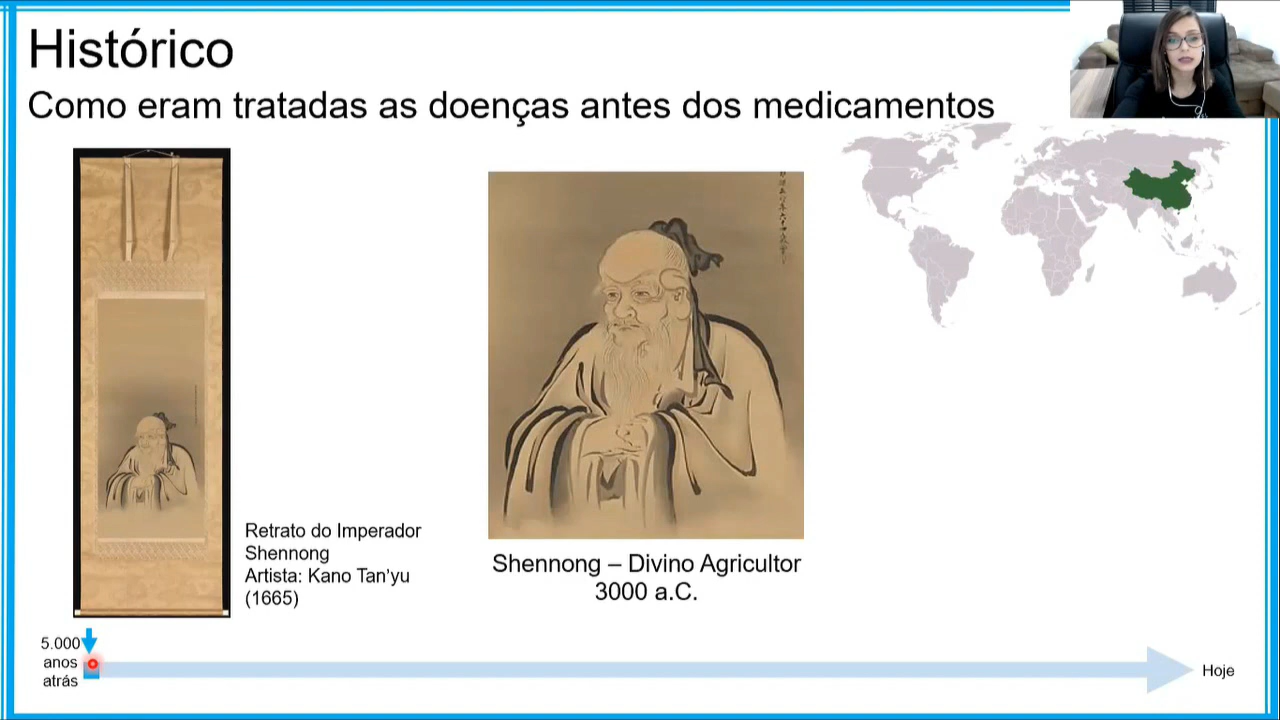 Histórico
Como eram tratadas as doenças antes dos medicamentos
Retrato do Imperador
Shennong
Artista: Kano Tan'yu
(1665)
Shennong – Divino Agricultor
3000 a.C.
5.000
anos
atrás
Hoje